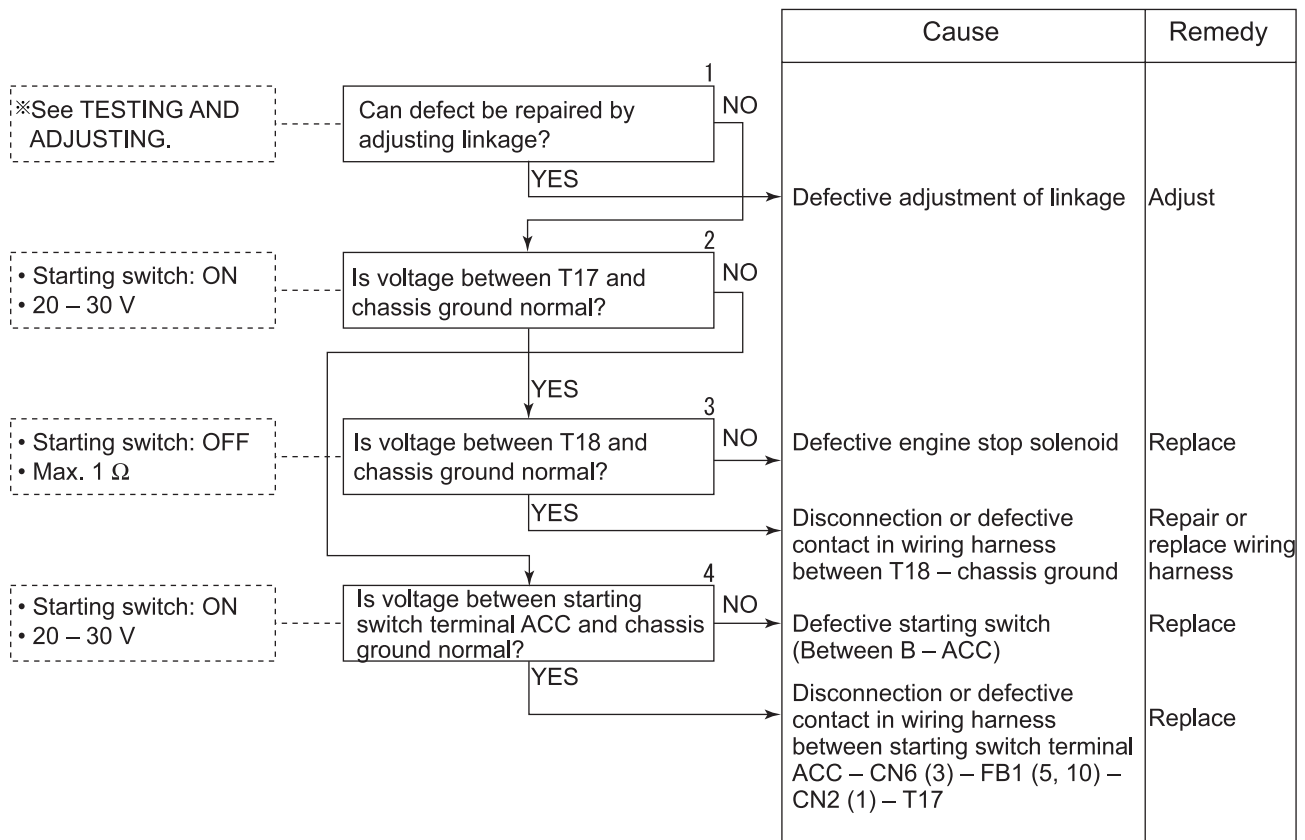 Cause
Remedy
1
※See TESTING AND
ADJUSTING.
Can defect be repaired by
adjusting linkage?
NO
YES
Defective adjustment of linkage
Adjust
2
• Starting switch: ON
• 20 – 30 V
Is voltage between T17 and
chassis ground normal?
NO
YES
3
• Starting switch: OFF
• Max. 1 Ω
Is voltage between T18 and
chassis ground normal?
NO
Defective engine stop solenoid
Replace
YES
Disconnection or defective
contact in wiring harness
between T18 – chassis ground
Repair or
replace wiring
harness
4
• Starting switch: ON
• 20 – 30 V
Is voltage between starting
switch terminal ACC and chassis
ground normal?
NO
Defective starting switch
(Between B – ACC)
Replace
YES
Disconnection or defective
contact in wiring harness
between starting switch terminal
ACC – CN6 (3) – FB1 (5, 10) –
CN2 (1) – T17
Replace